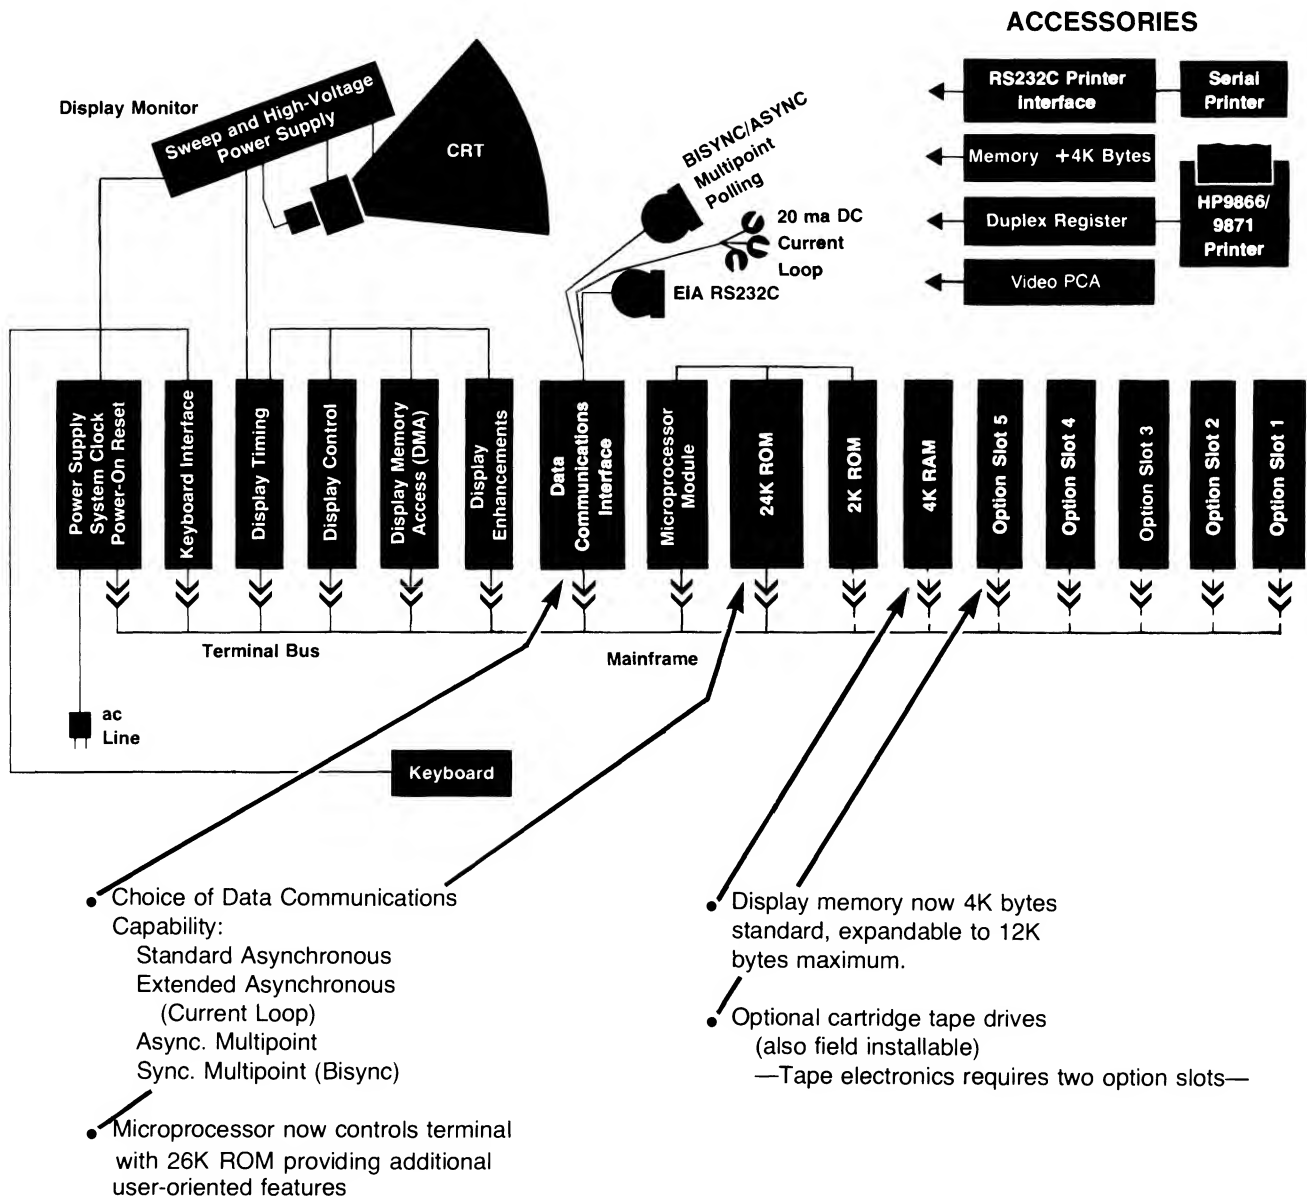 ACCESSORIES
Display Monitor
Sweep and High-Voltage
Power Supply
CRT
BISYNC/ASYNC
Multipoint
Polling
20 ma DC
Current
Loop
EIA RS232C
RS232C Printer
Interface
Serial
Printer
Memory +4K Bytes
Duplex Register
HP9866/
9871
Printer
Video PCA
Power Supply
System Clock
Power-On Reset
Keyboard Interface
Display Timing
Display Control
Display Memory
Access (DMA)
Display
Enhancements
Data
Communications
Interface
Microprocessor
Module
24K ROM
2K ROM
4K RAM
Option Slot 5
Option Slot 4
Option Slot 3
Option Slot 2
Option Slot 1
Terminal Bus
Mainframe
ac
Line
Keyboard
• Choice of Data Communications
Capability:
Standard Asynchronous
Extended Asynchronous
(Current Loop)
Async. Multipoint
Sync. Multipoint (Bisync)
• Microprocessor now controls terminal
with 26K ROM providing additional
user-oriented features
• Display memory now 4K bytes
standard, expandable to 12K
bytes maximum.
• Optional cartridge tape drives
(also field installable)
—Tape electronics requires two option slots—